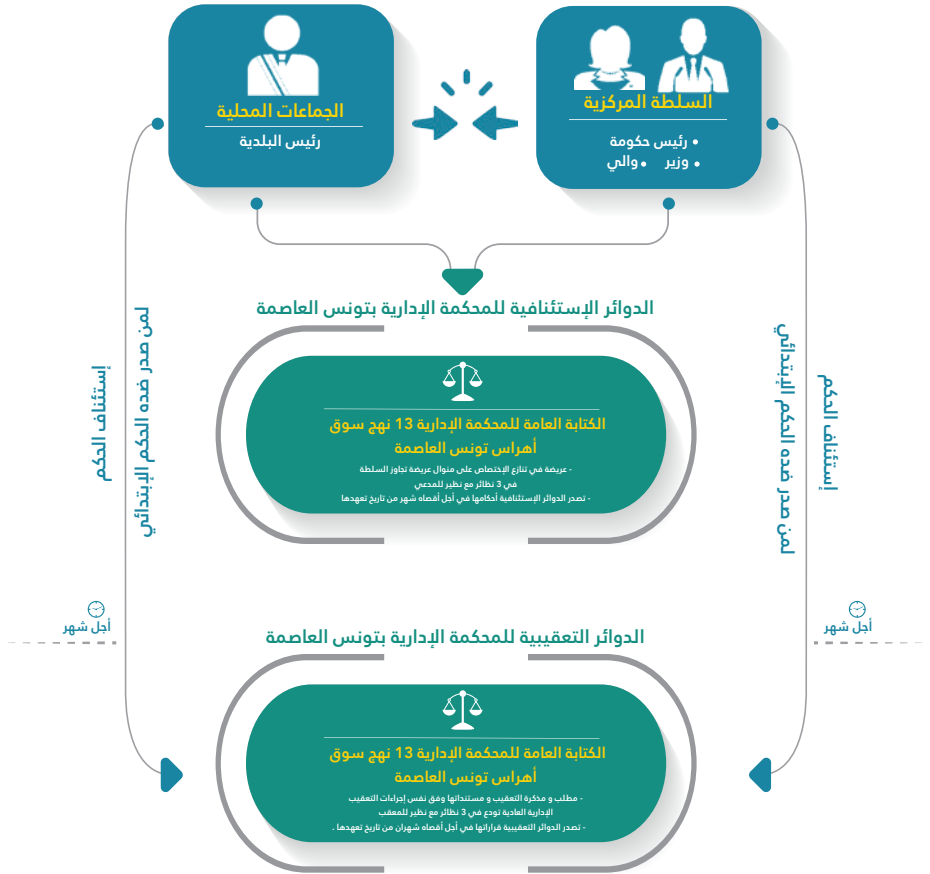 السلطة المركزية
• رئيس حكومة
• وزير • والي
الجماعات المحلية
رئيس البلدية
الدوائر الإستئنافية للمحكمة الإدارية بتونس العاصمة
الكتابة العامة للمحكمة الإدارية 13 نهج سوق
أهراس تونس العاصمة
- عريضة في تنازع الإختصاص على منوال عريضة تجاوز السلطة
في 3 نظائر مع نظير للمدعي
- تصدر الدوائر الإستئنافية أحكامها في أجل أقصاه شهر من تاريخ تعهدها
إستئناف الحكم
لمن صدر ضده الحكم الإبتدائي
أجل شهر
لمن صدر ضده الحكم الإبتدائي
إستئناف الحكم
أجل شهر
الدوائر التعقيبية للمحكمة الإدارية بتونس العاصمة
الكتابة العامة للمحكمة الإدارية 13 نهج سوق
أهراس تونس العاصمة
- مطلب و مذكرة التعقيب و مستنداتها وفق نفس إجراءات التعقيب
الإدارية العادية تودع في 3 نظائر مع نظير للمعقب
- تصدر الدوائر التعقيبية قراراتها في أجل أقصاه شهران من تاريخ تعهدها .